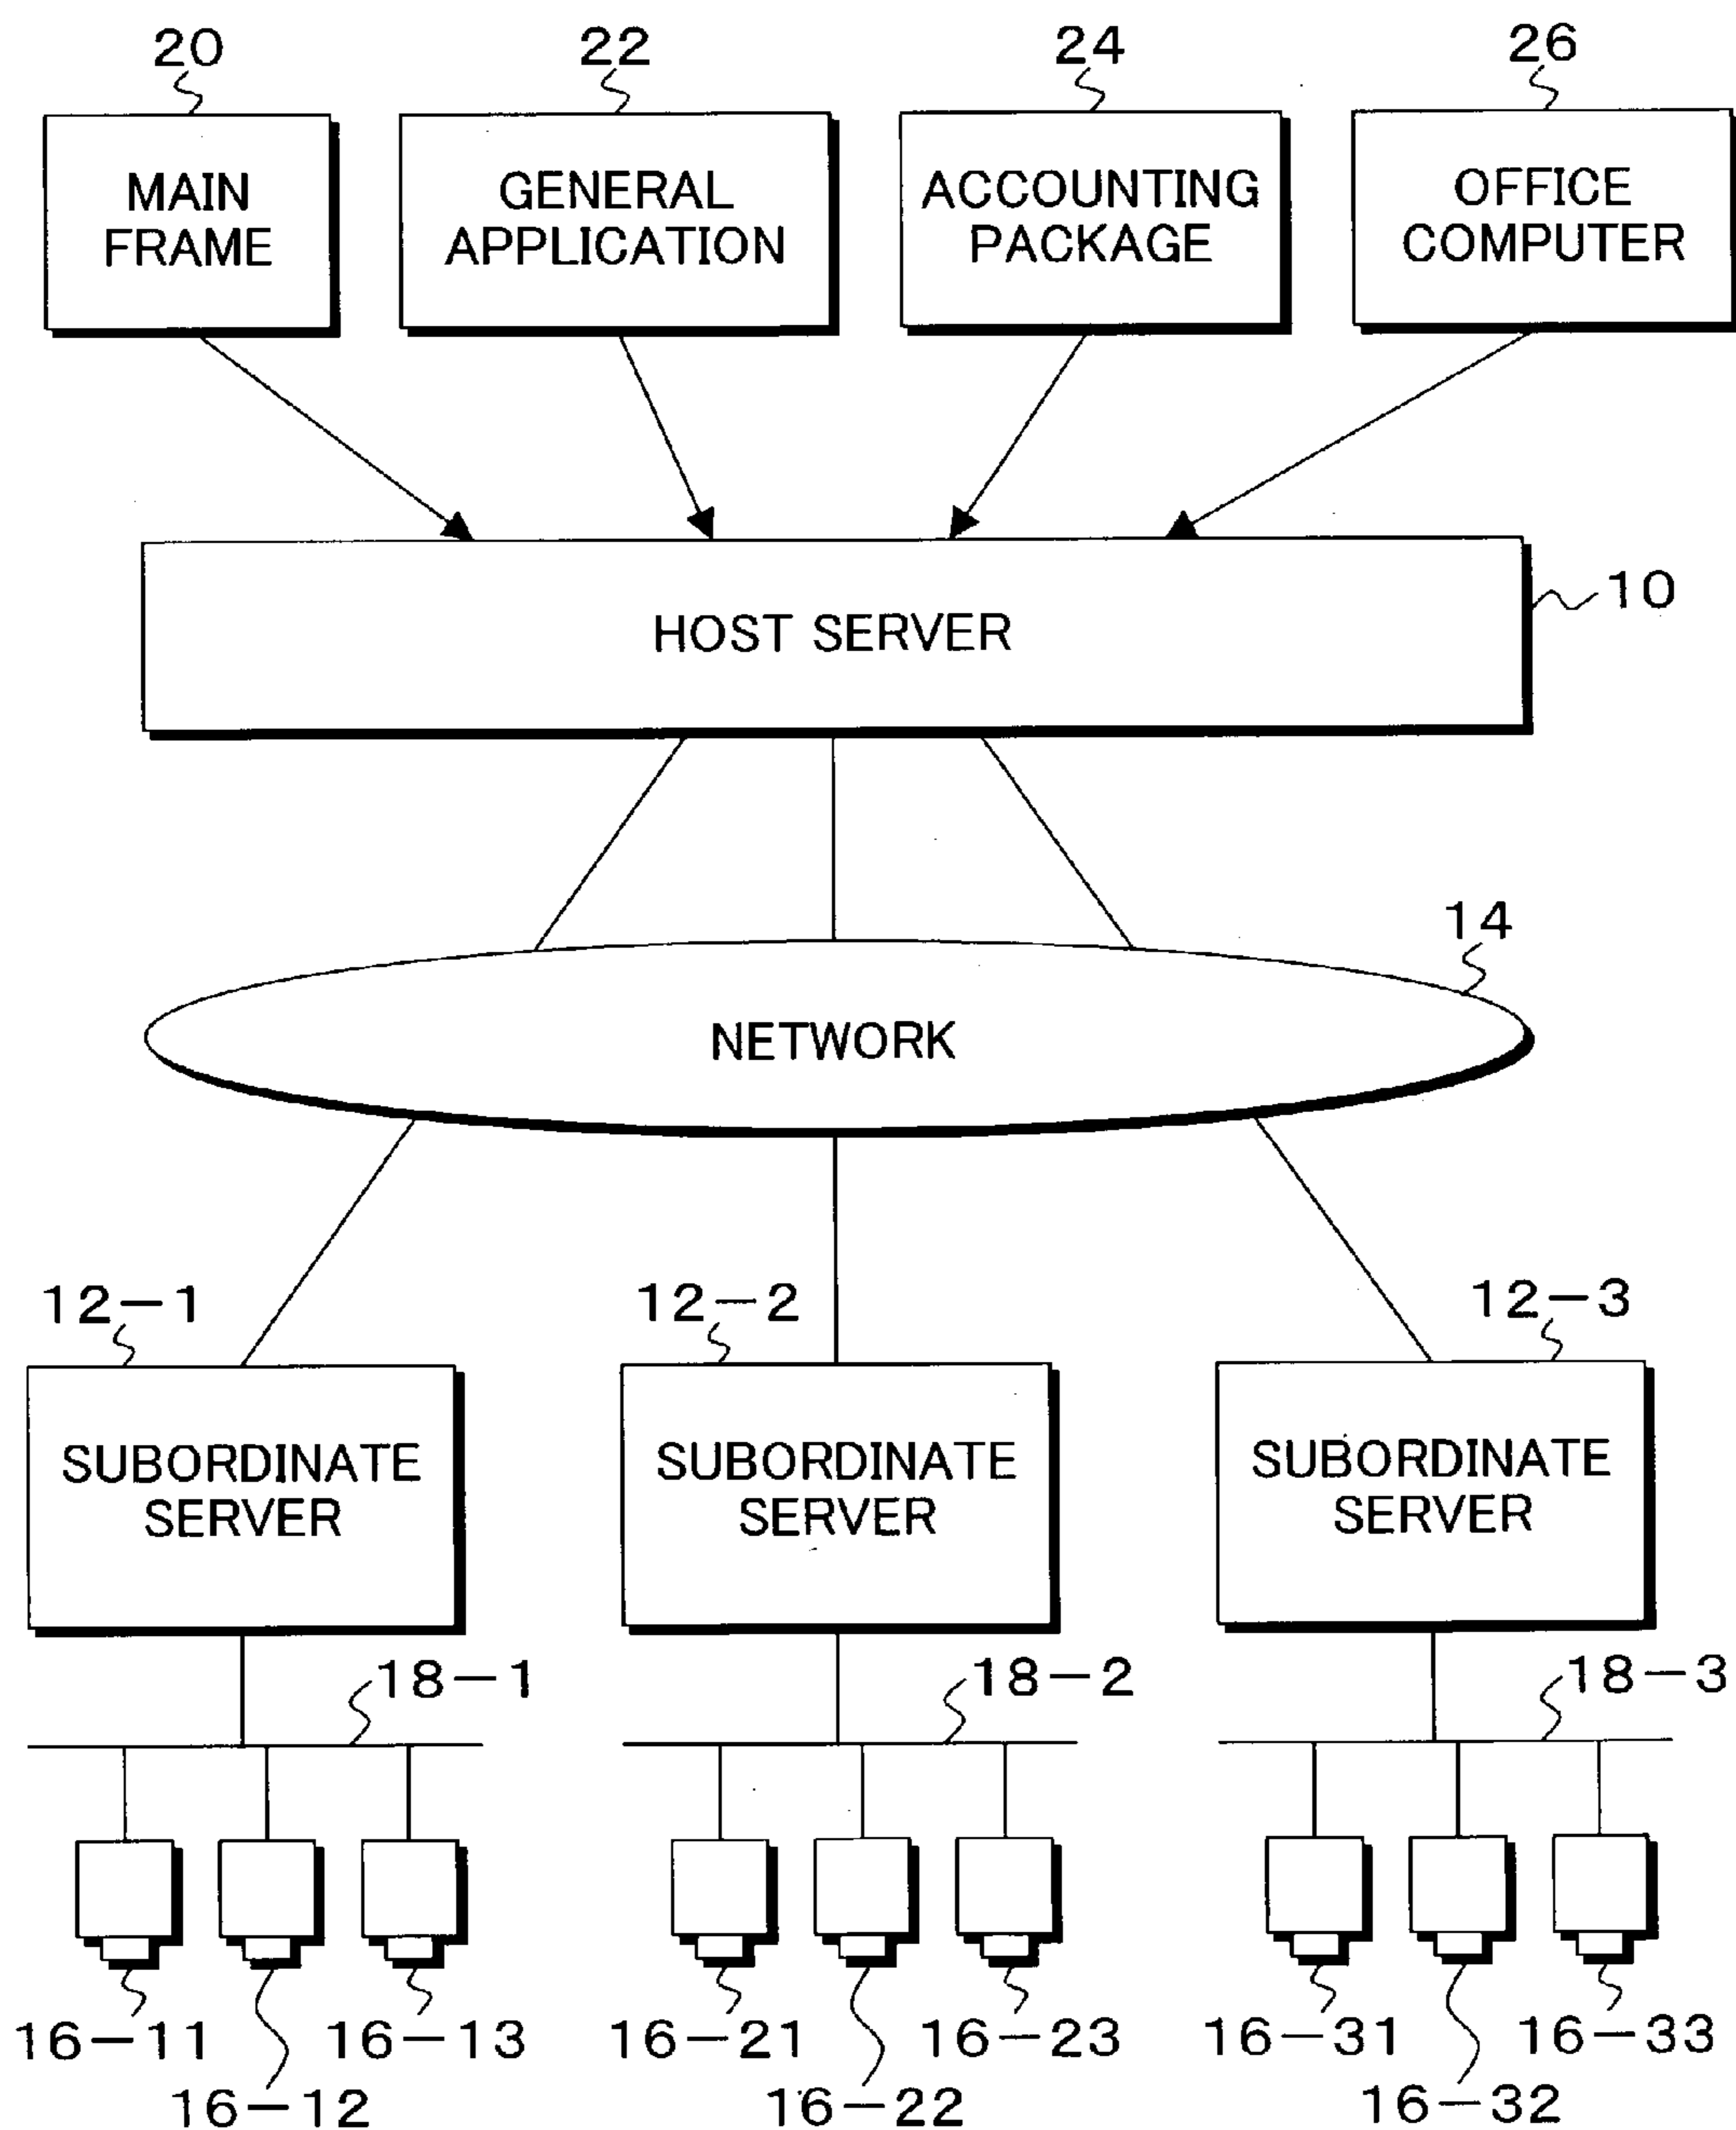 20
22
24
26
MAIN
FRAME
GENERAL
APPLICATION
ACCOUNTING
PACKAGE
OFFICE
COMPUTER
10
HOST SERVER
14
NETWORK
12-1
12-2
12-3
SUBORDINATE
SERVER
SUBORDINATE
SERVER
SUBORDINATE
SERVER
18-1
18-2
18-3
16-11
16-13
16-21
16-23
16-31
16-33
16-12
16-22
16-32